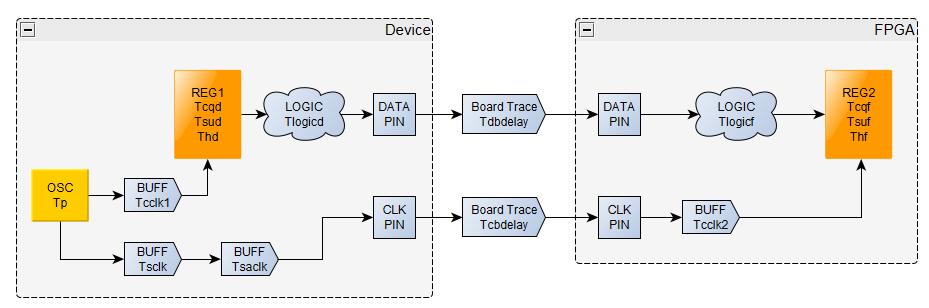 Device
FPGA
REG1
Tcqd
Tsud
Thd
LOGIC
Tlogicd
DATA
PIN
Board Trace
Tdbdelay
DATA
PIN
LOGIC
Tlogicf
REG2
Tcqf
Tsuf
Thf
OSC
Tp
BUFF
Tcclk1
CLK
PIN
Board Trace
Tcbdelay
CLK
PIN
BUFF
Tcclk2
BUFF
Tsclk
BUFF
Tsaclk